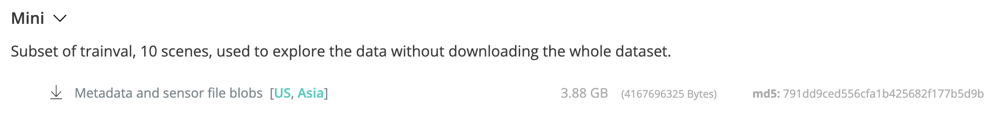 Mini
Subset of trainval, 10 scenes, used to explore the data without downloading the whole dataset.
Metadata and sensor file blobs [US, Asia] 3.88 GB (4167696325 Bytes) md5: 791dd9ced556cfa1b425682f177b5d9b